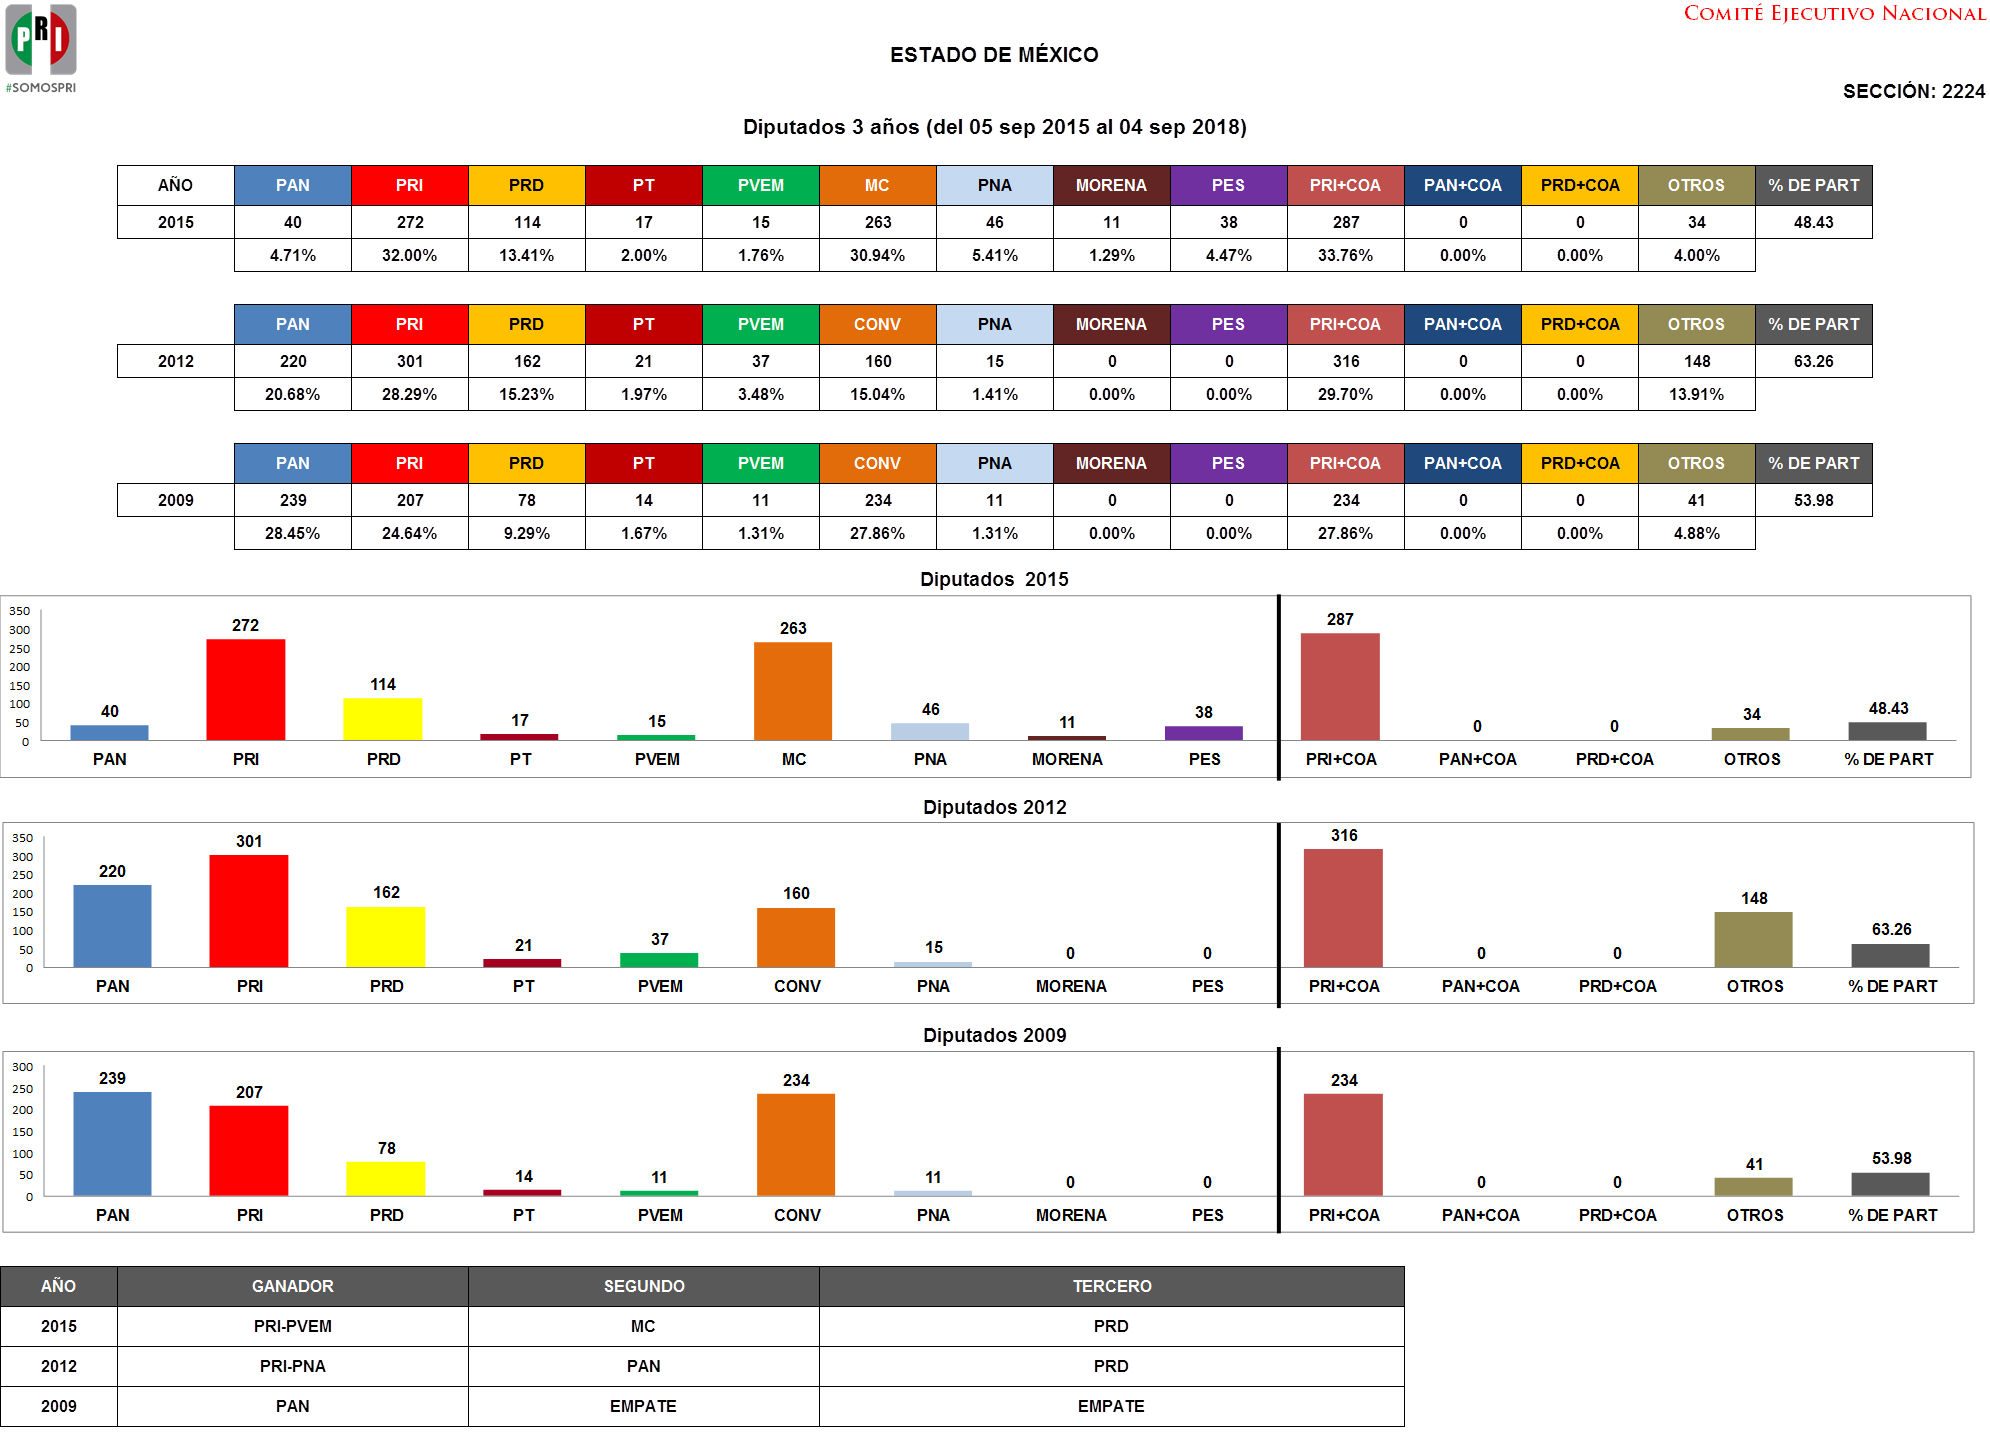 PRI
#SOMOSPRI
COMITÉ EJECUTIVO NACIONAL
ESTADO DE MÉXICO
SECCIÓN: 2224
Diputados 3 años (del 05 sep 2015 al 04 sep 2018)
AÑO PAN PRI PRD PT PVEM MC PNA MORENA PES PRI+COA PAN+COA PRD+COA OTROS % DE PART
2015 40 272 114 17 15 263 46 11 38 287 0 0 34 48.43
4.71% 32.00% 13.41% 2.00% 1.76% 30.94% 5.41% 1.29% 4.47% 33.76% 0.00% 0.00% 4.00%
PAN PRI PRD PT PVEM CONV PNA MORENA PES PRI+COA PAN+COA PRD+COA OTROS % DE PART
2012 220 301 162 21 37 160 15 0 0 316 0 0 148 63.26
20.68% 28.29% 15.23% 1.97% 3.48% 15.04% 1.41% 0.00% 0.00% 29.70% 0.00% 0.00% 13.91%
PAN PRI PRD PT PVEM CONV PNA MORENA PES PRI+COA PAN+COA PRD+COA OTROS % DE PART
2009 239 207 78 14 11 234 11 0 0 234 0 0 41 53.98
28.45% 24.64% 9.29% 1.67% 1.31% 27.86% 1.31% 0.00% 0.00% 27.86% 0.00% 0.00% 4.88%
Diputados 2015
350
300
250
200
150
100
50
0
40 272 114 17 15 263 46 11 38 287 0 0 34 48.43
PAN PRI PRD PT PVEM MC PNA MORENA PES PRI+COA PAN+COA PRD+COA OTROS % DE PART
Diputados 2012
350
300
250
200
150
100
50
0
220 301 162 21 37 160 15 0 0 316 0 0 148 63.26
PAN PRI PRD PT PVEM CONV PNA MORENA PES PRI+COA PAN+COA PRD+COA OTROS % DE PART
Diputados 2009
300
250
200
150
100
50
0
239 207 78 14 11 234 11 0 0 234 0 0 41 53.98
PAN PRI PRD PT PVEM CONV PNA MORENA PES PRI+COA PAN+COA PRD+COA OTROS % DE PART
AÑO GANADOR SEGUNDO TERCERO
2015 PRI-PVEM MC PRD
2012 PRI-PNA PAN PRD
2009 PAN EMPATE EMPATE